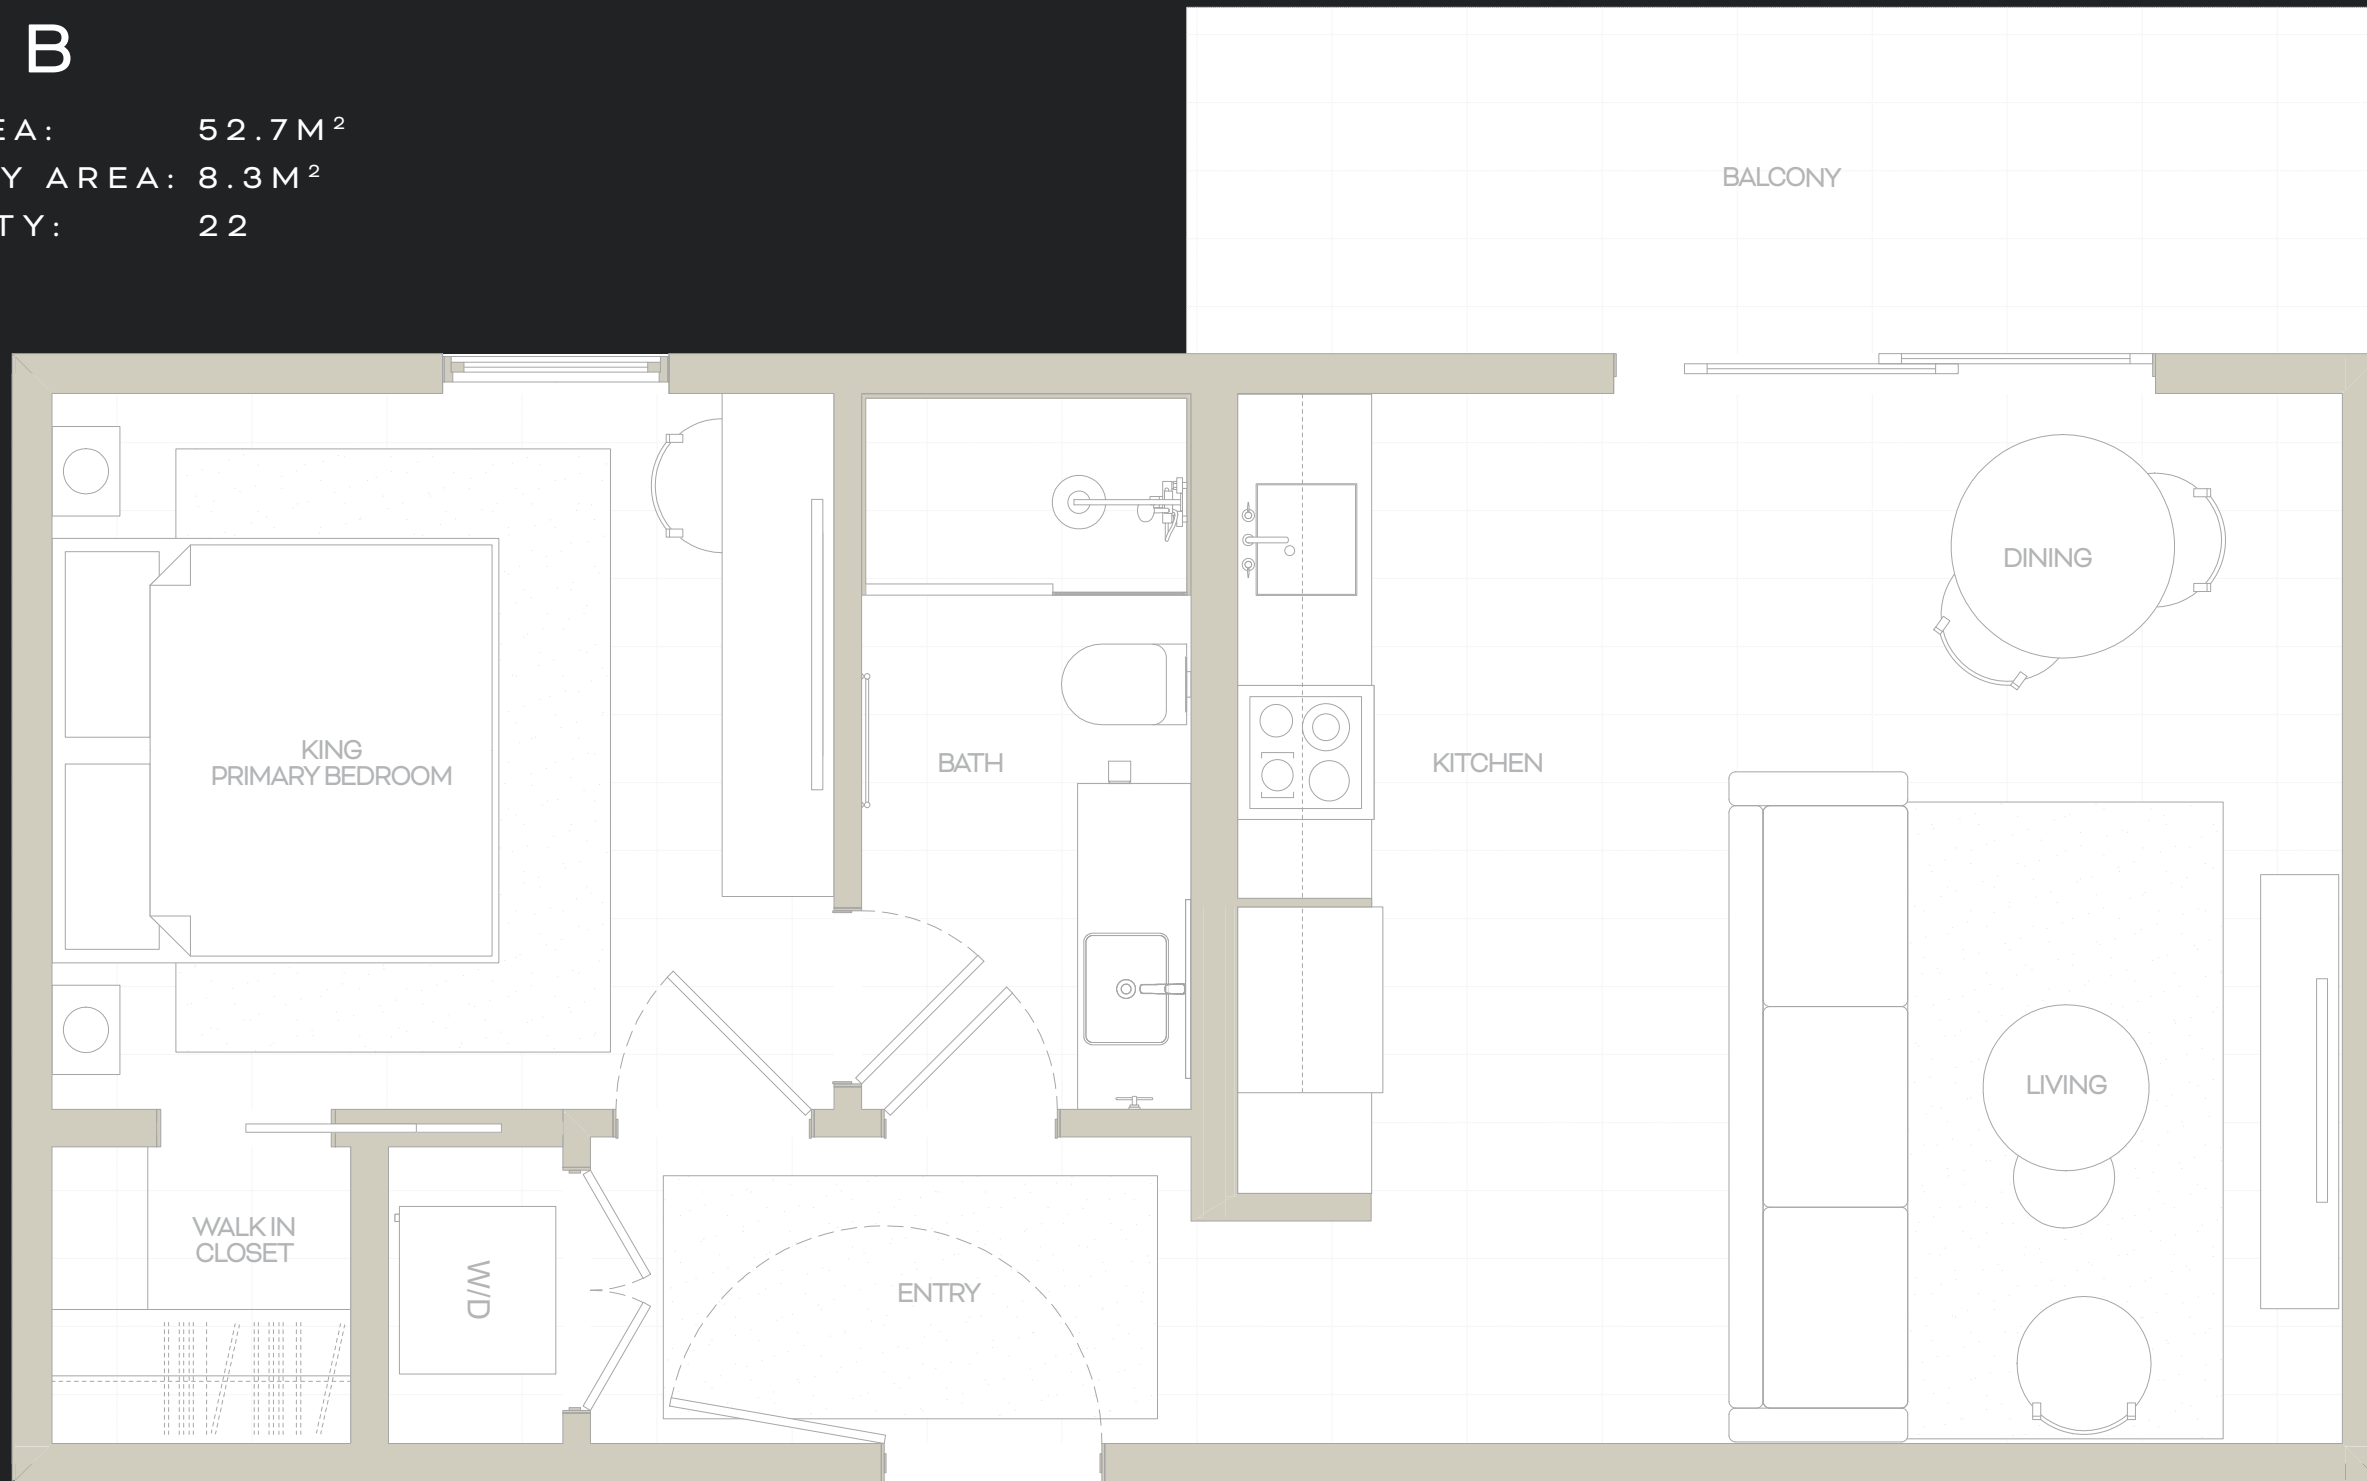 B
EA: 52.7M²
Y AREA: 8.3M²
TY: 22
BALCONY
DINING
KING
PRIMARY BEDROOM
BATH
KITCHEN
LIVING
WALK IN
CLOSET
W/D
ENTRY